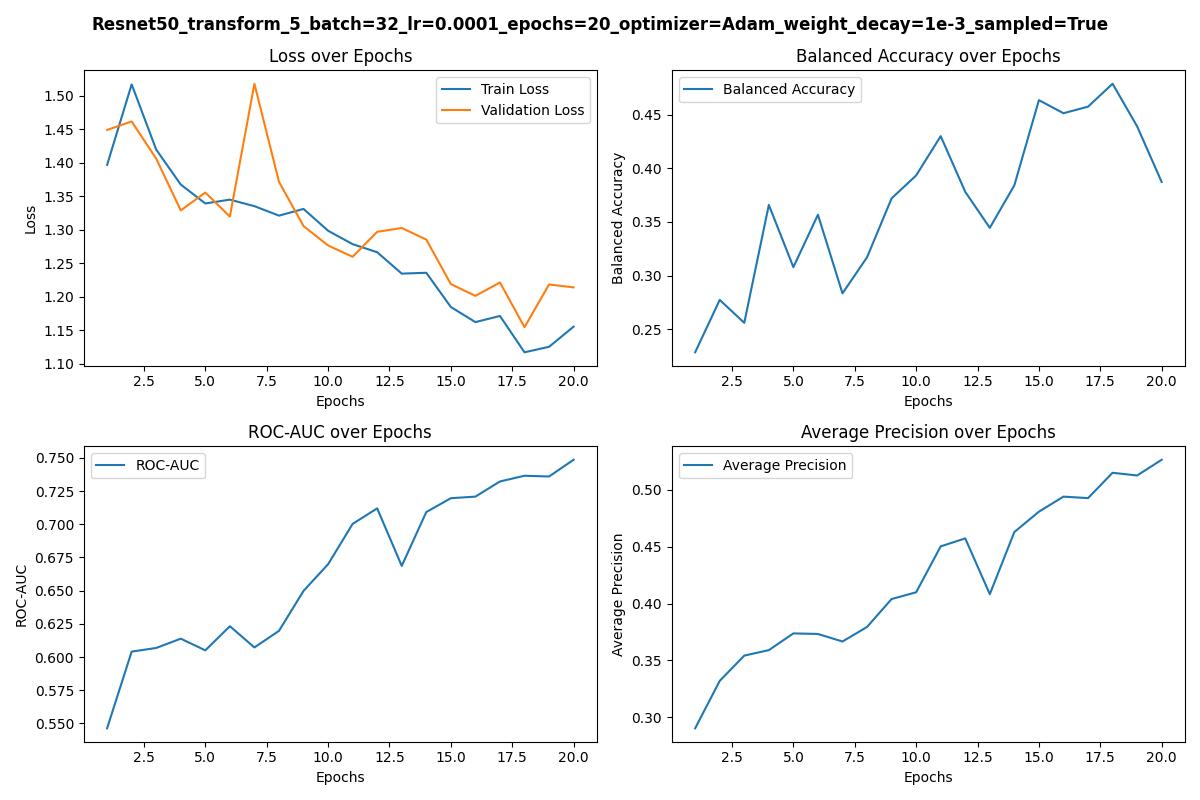 Resnet50_transform_5_batch=32_lr=0.0001_epochs=20_optimizer=Adam_weight_decay=1e-3_sampled=True
Loss over Epochs
Train Loss
Validation Loss
Loss
1.50
1.45
1.40
1.35
1.30
1.25
1.20
1.15
1.10
2.5 5.0 7.5 10.0 12.5 15.0 17.5 20.0
Epochs
Balanced Accuracy over Epochs
Balanced Accuracy
Balanced Accuracy
0.45
0.40
0.35
0.30
0.25
2.5 5.0 7.5 10.0 12.5 15.0 17.5 20.0
Epochs
ROC-AUC over Epochs
ROC-AUC
ROC-AUC
0.750
0.725
0.700
0.675
0.650
0.625
0.600
0.575
0.550
2.5 5.0 7.5 10.0 12.5 15.0 17.5 20.0
Epochs
Average Precision over Epochs
Average Precision
Average Precision
0.50
0.45
0.40
0.35
0.30
2.5 5.0 7.5 10.0 12.5 15.0 17.5 20.0
Epochs